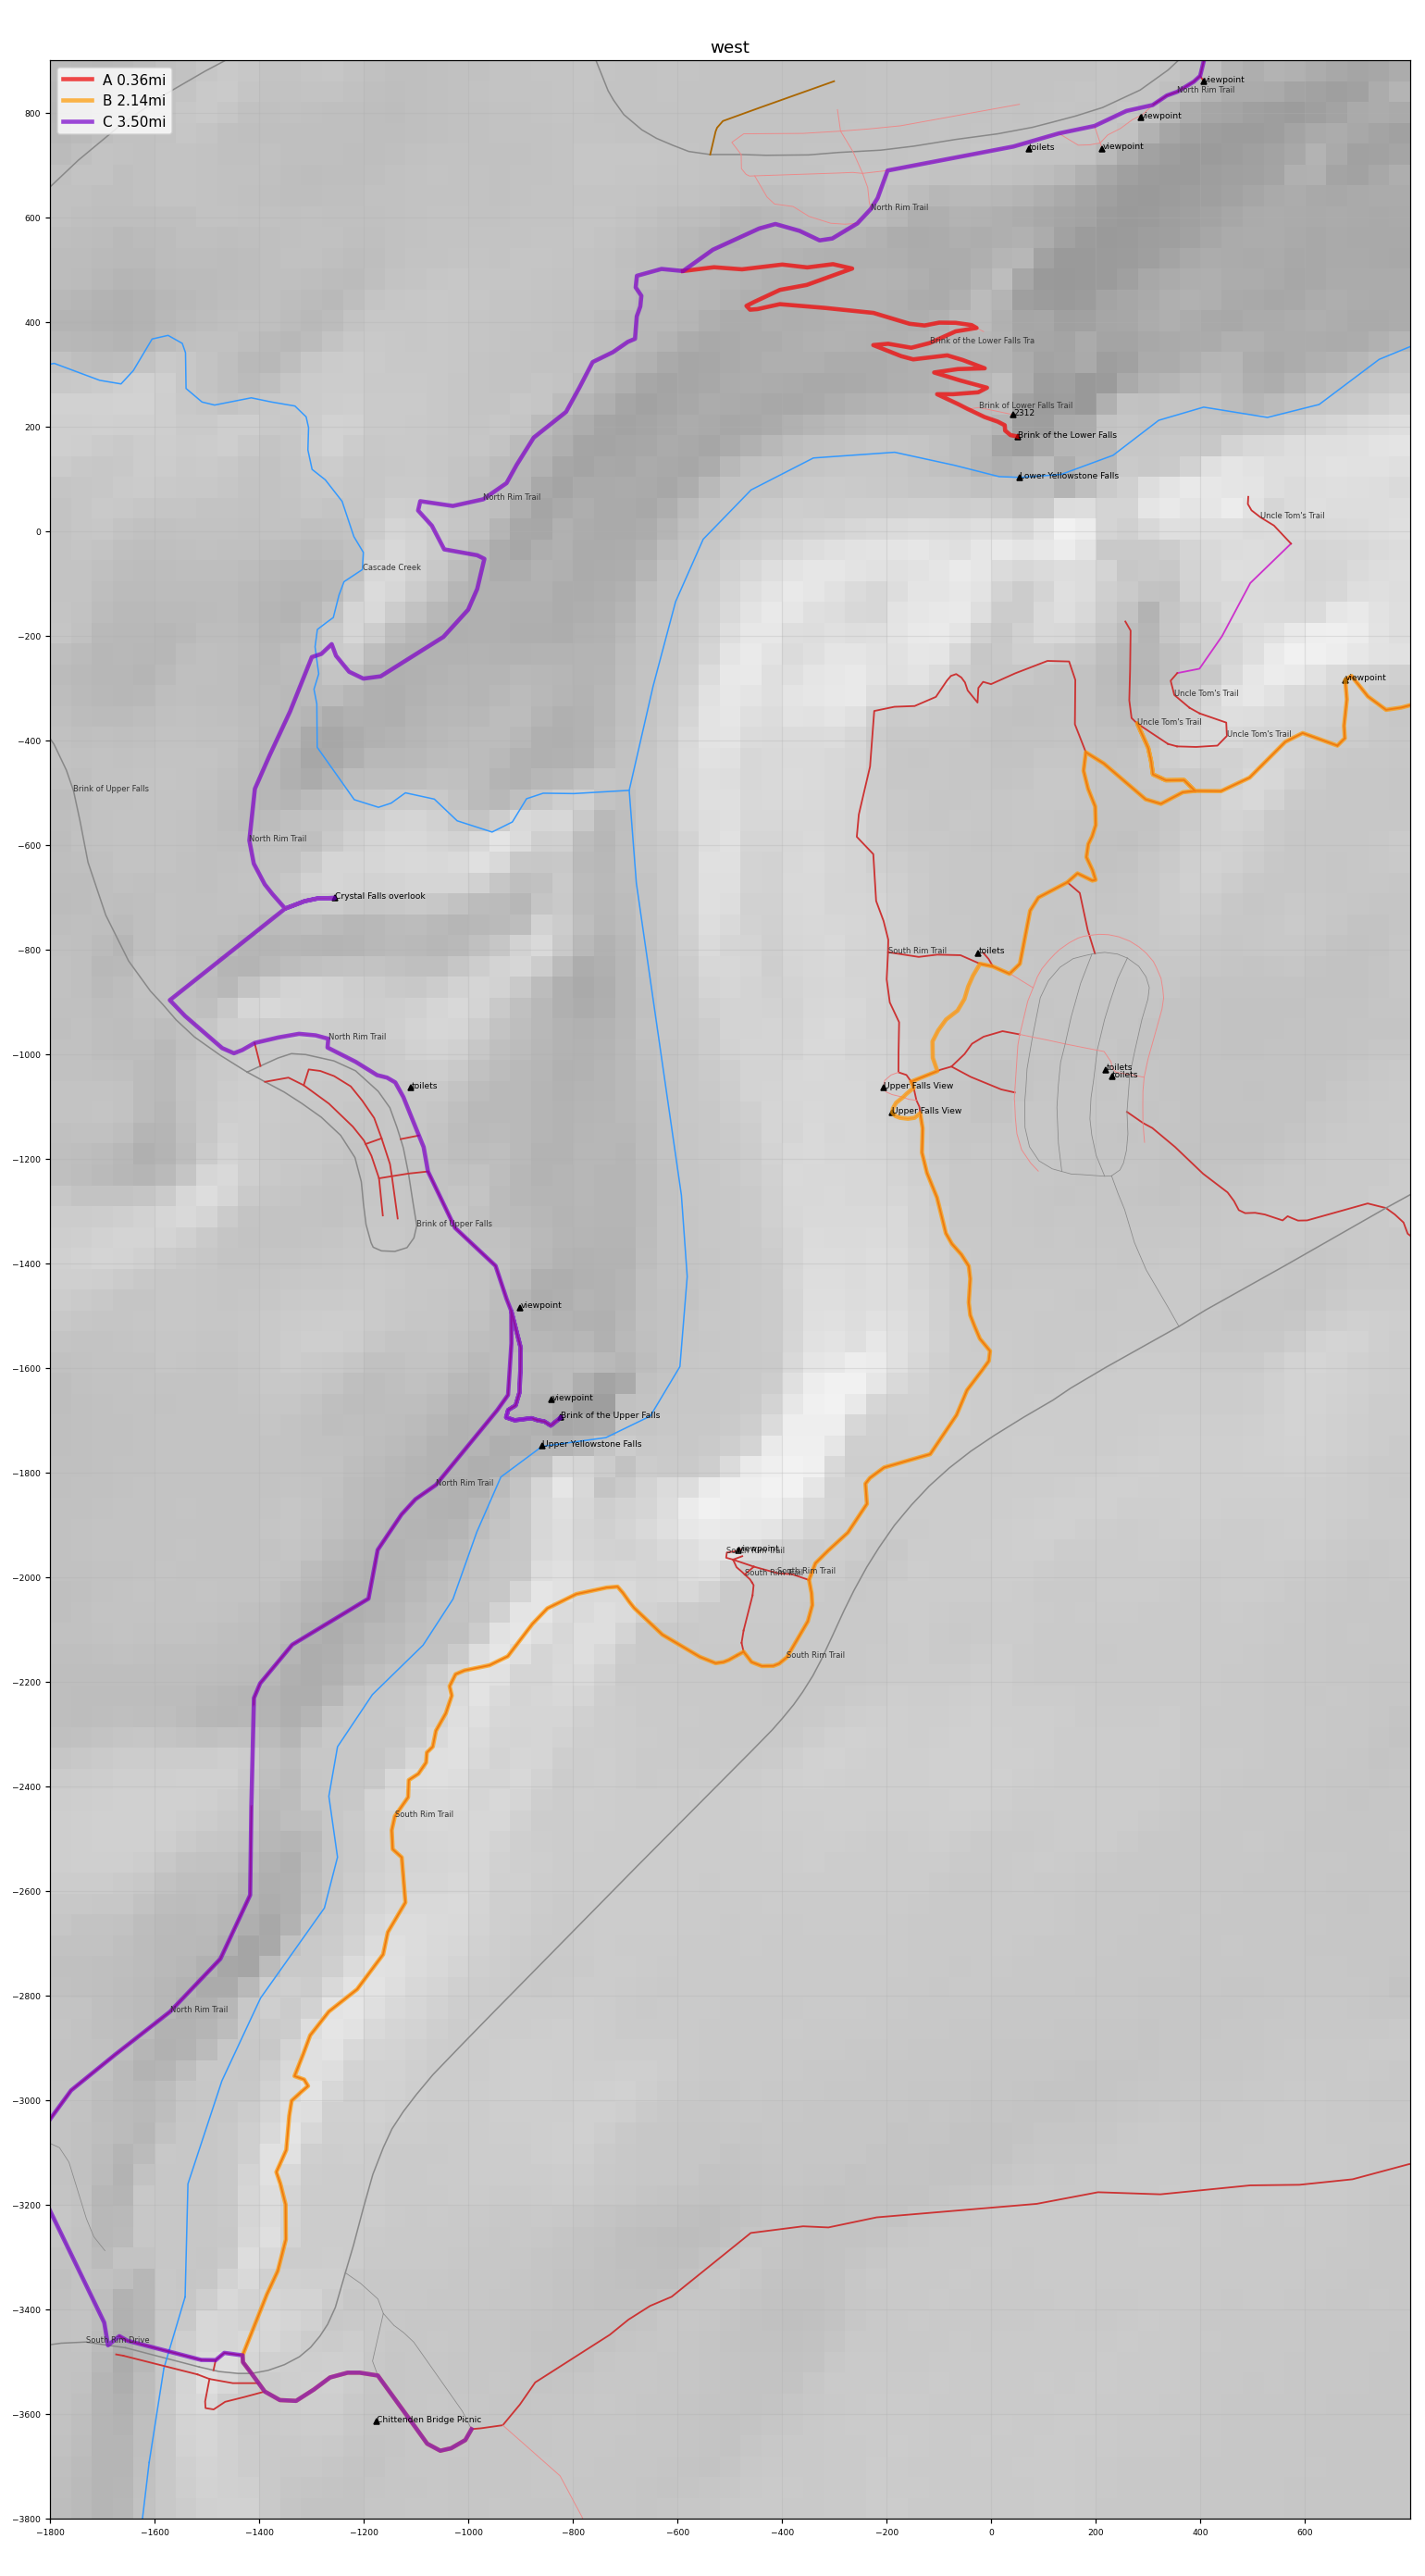 west
A 0.36mi
B 2.14mi
C 3.50mi
viewpoint
North Rim Trail
viewpoint
toilets
viewpoint
North Rim Trail
Brink of the Lower Falls Tra
Brink of Lower Falls Trail
2312
Brink of the Lower Falls
Lower Yellowstone Falls
North Rim Trail
Uncle Tom's Trail
Cascade Creek
viewpoint
Uncle Tom's Trail
Uncle Tom's Trail
Uncle Tom's Trail
Brink of Upper Falls
North Rim Trail
Crystal Falls overlook
South Rim Trail
toilets
North Rim Trail
toilets
toilets
toilets
Upper Falls View
Upper Falls View
Brink of Upper Falls
viewpoint
viewpoint
Brink of the Upper Falls
Upper Yellowstone Falls
North Rim Trail
South Rim Trail
viewpoint
South Rim Trail
South Rim Trail
South Rim Trail
South Rim Trail
North Rim Trail
South Rim Drive
Chittenden Bridge Picnic
800
600
400
200
0
−200
−400
−600
−800
−1000
−1200
−1400
−1600
−1800
−2000
−2200
−2400
−2600
−2800
−3000
−3200
−3400
−3600
−3800
−1800 −1600 −1400 −1200 −1000 −800 −600 −400 −200 0 200 400 600